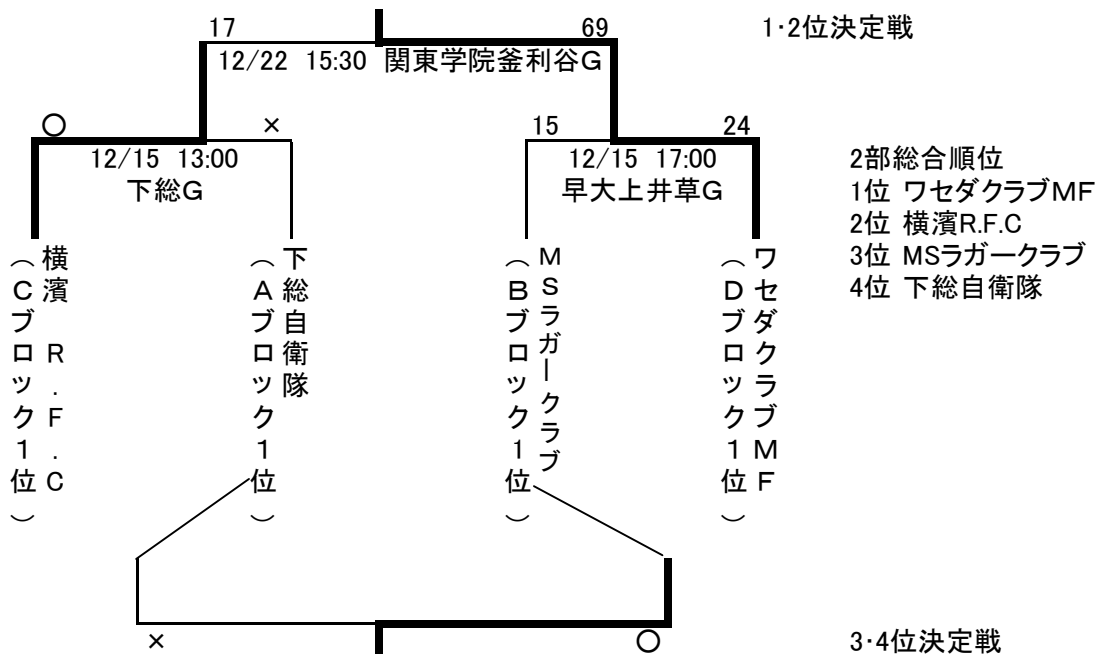 17
69
1・2位決定戦
12/22 15:30 関東学院釜利谷G
○
×
15
24
12/15 13:00
下総G
12/15 17:00
早大上井草G
2部総合順位
1位 ワセダクラブMF
2位 横濱R.F.C
3位 MSラガークラブ
4位 下総自衛隊
横濱 R.F.C
（Cブロック1位）
下総自衛隊
（Aブロック1位）
MSラガークラブ
（Bブロック1位）
ワセダクラブMF
（Dブロック1位）
×
○
3・4位決定戦